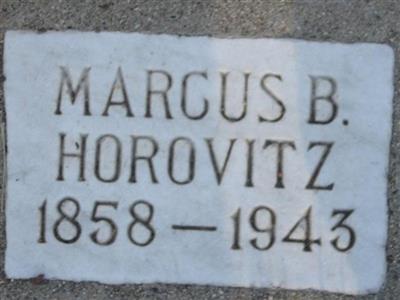 MARCUS B.
HOROVITZ
1858 — 1943